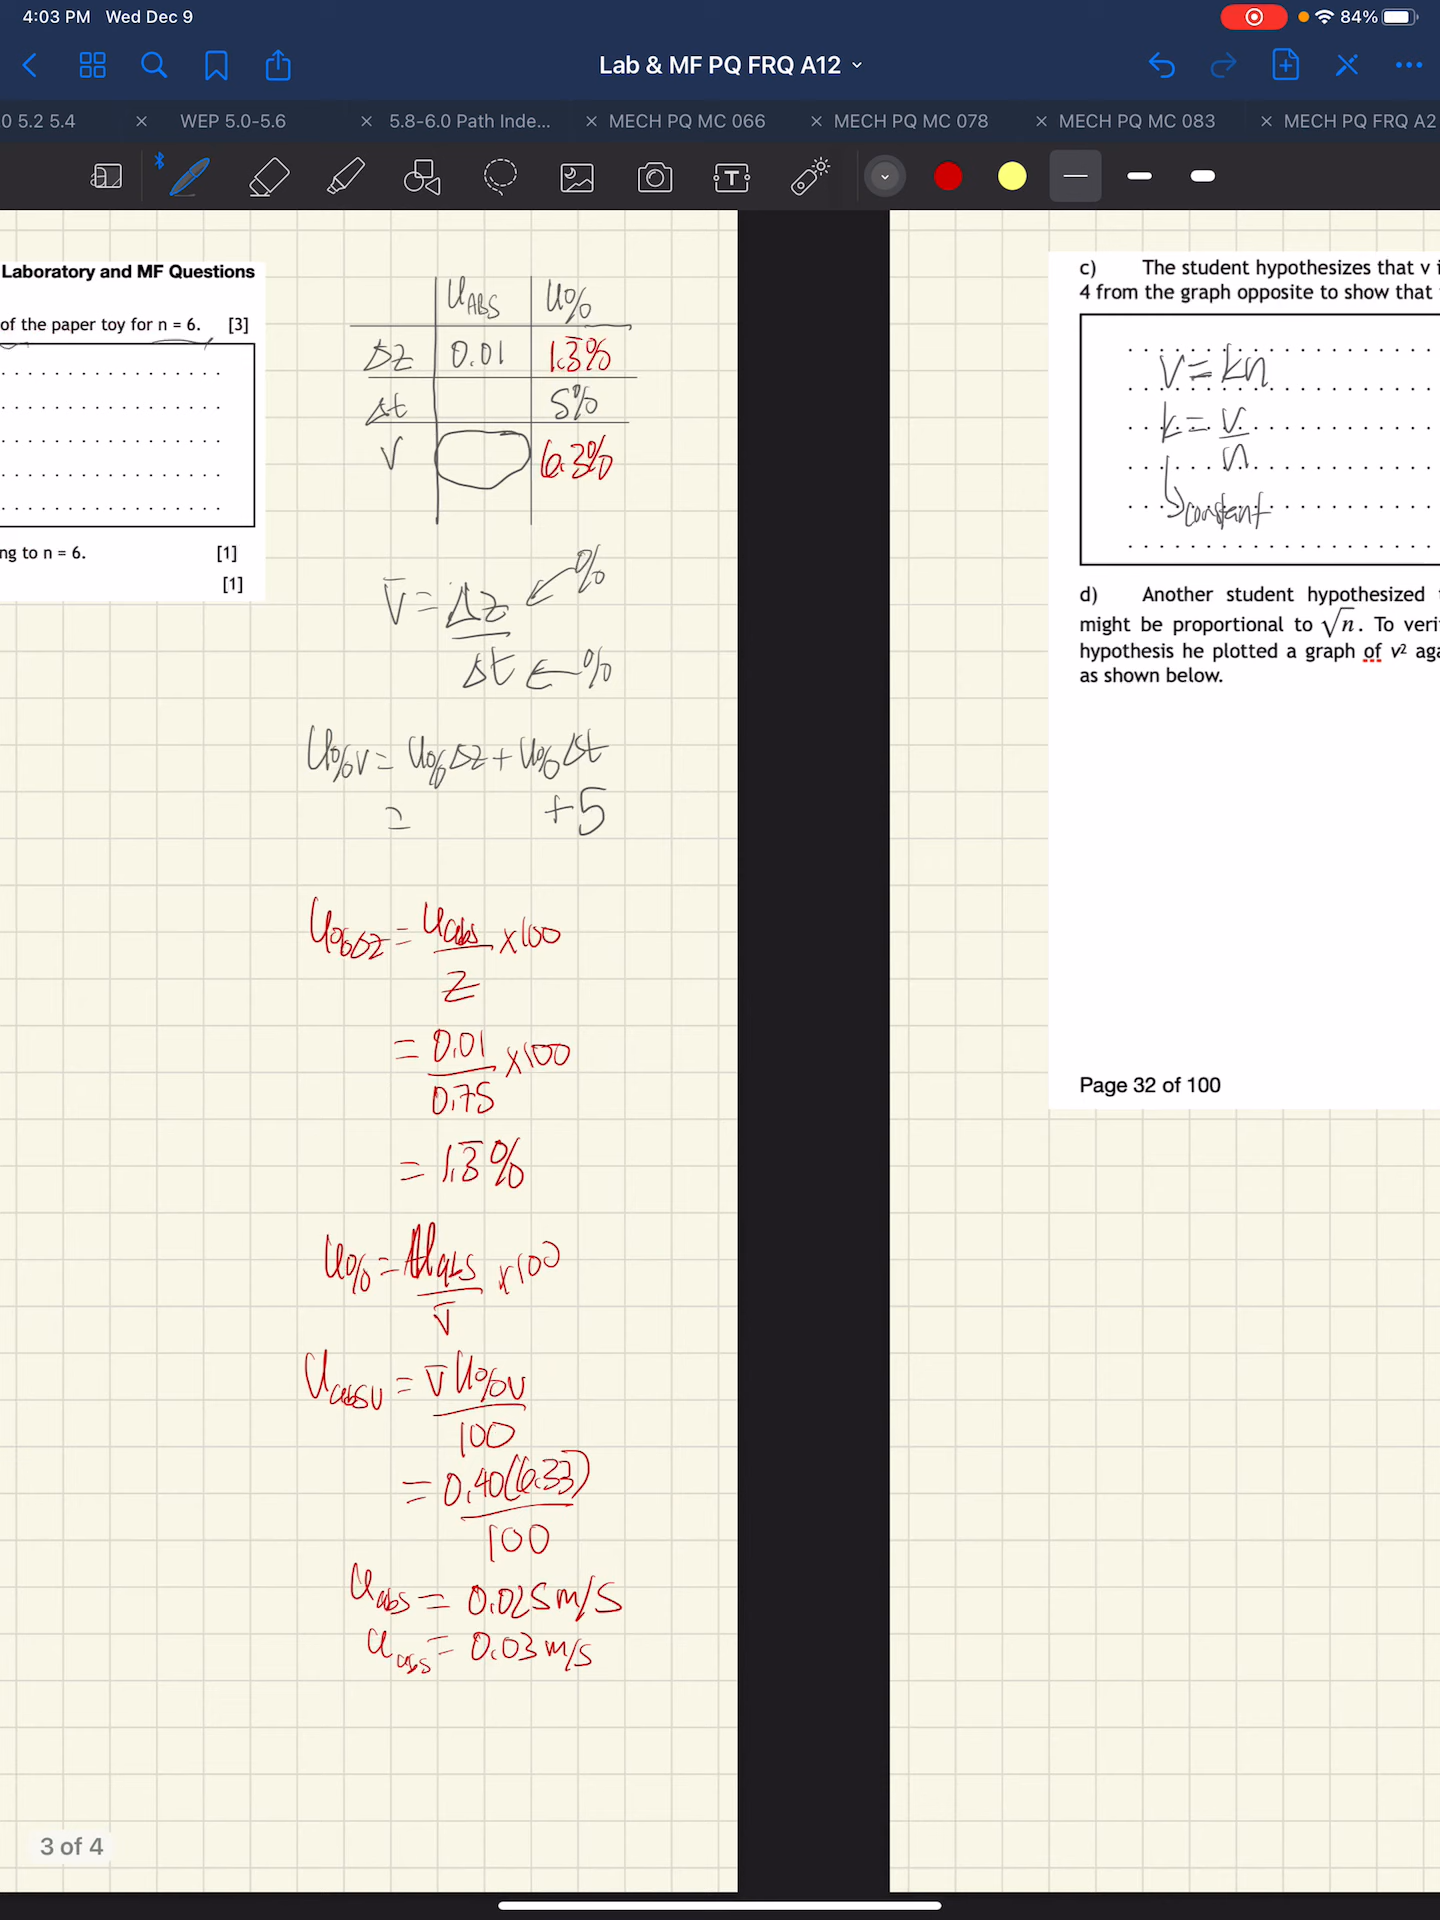 4:03 PM Wed Dec 9
84%
Lab & MF PQ FRQ A12
0 5.2 5.4
WEP 5.0-5.6
5.8-6.0 Path Inde...
MECH PQ MC 066
MECH PQ MC 078
MECH PQ MC 083
MECH PQ FRQ A2
Laboratory and MF Questions
of the paper toy for n = 6. [3]
ng to n = 6. [1]
[1]
U_ABS U%
Δz 0.01 1.3̄%
Δt 5%
V 6.3%
V̄ = Δz ← %
Δt ← %
U%V = U%Δz + U%Δt
= +5
U%Δz = Uabs x100
z
= 0.01 x100
0.75
= 1.3̄%
U% = Uabs x100
V̄
UabsV = V̄ U%V
100
= 0.40(6.33)
100
Uabs = 0.025 m/s
Uabs = 0.03 m/s
3 of 4
c) The student hypothesizes that v i
4 from the graph opposite to show that
V = kn
k = V
n
constant
d) Another student hypothesized
might be proportional to √n. To veri
hypothesis he plotted a graph of v² aga
as shown below.
Page 32 of 100